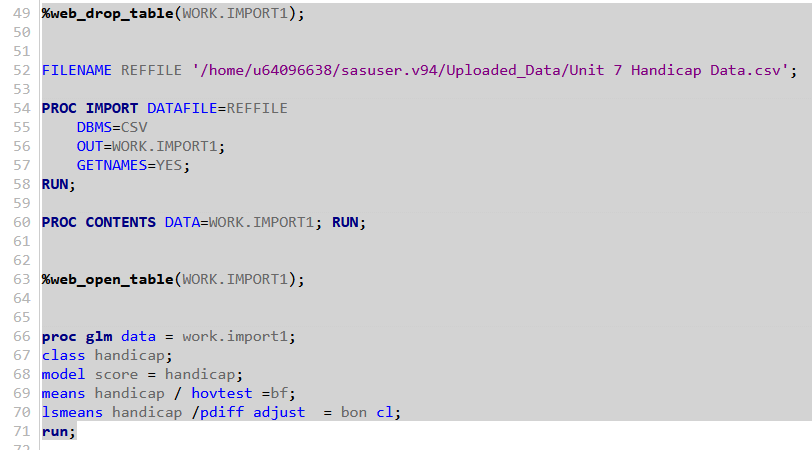 49 %web_drop_table(WORK.IMPORT1);
50
51
52 FILENAME REFFILE '/home/u64096638/sasuser.v94/Uploaded_Data/Unit 7 Handicap Data.csv';
53
54 PROC IMPORT DATAFILE=REFFILE
55     DBMS=CSV
56     OUT=WORK.IMPORT1;
57     GETNAMES=YES;
58 RUN;
59
60 PROC CONTENTS DATA=WORK.IMPORT1; RUN;
61
62
63 %web_open_table(WORK.IMPORT1);
64
65
66 proc glm data = work.import1;
67 class handicap;
68 model score = handicap;
69 means handicap / hovtest =bf;
70 lsmeans handicap /pdiff adjust  = bon cl;
71 run;
72